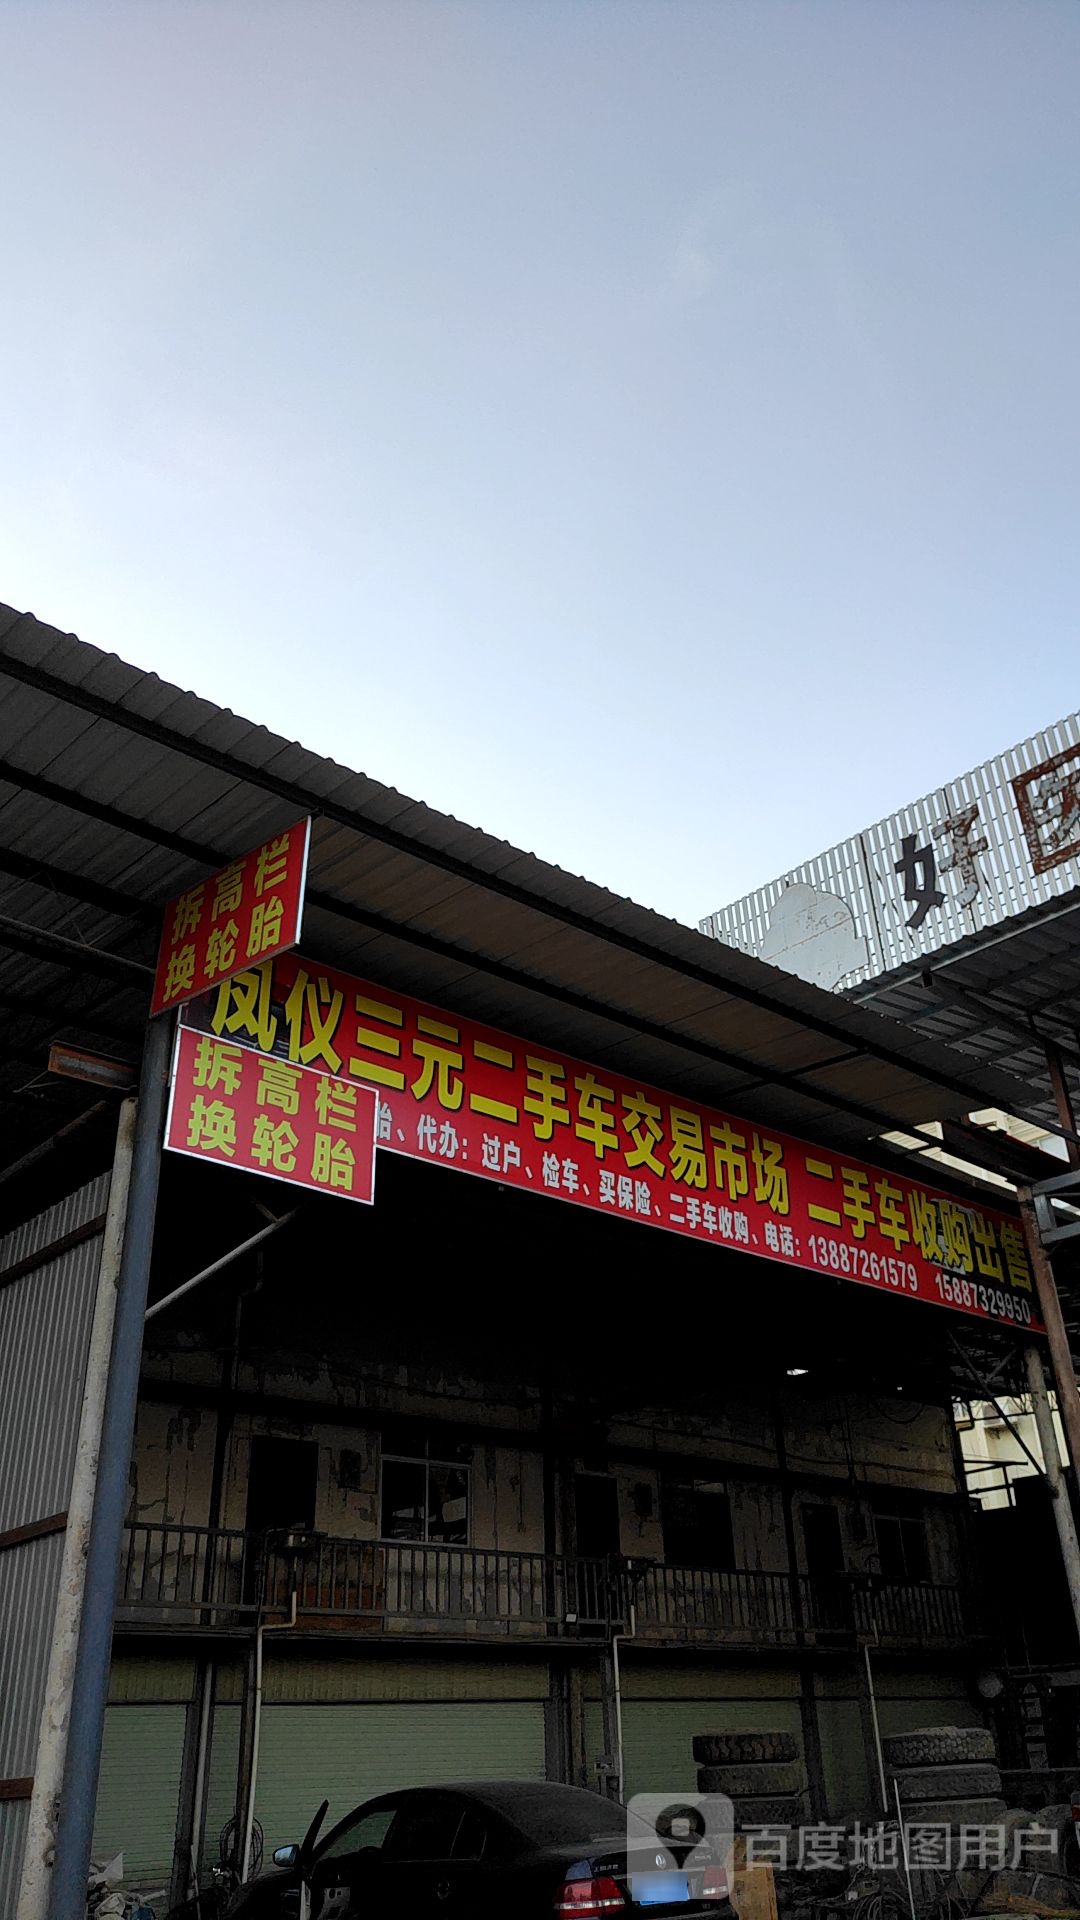 好
拆高栏
换轮胎
凤仪三元二手车交易市场 二手车收购出售
拆高栏
换轮胎
胎、代办：过户、检车、买保险、二手车收购、电话：13887261579 15887329950
百度地图用户